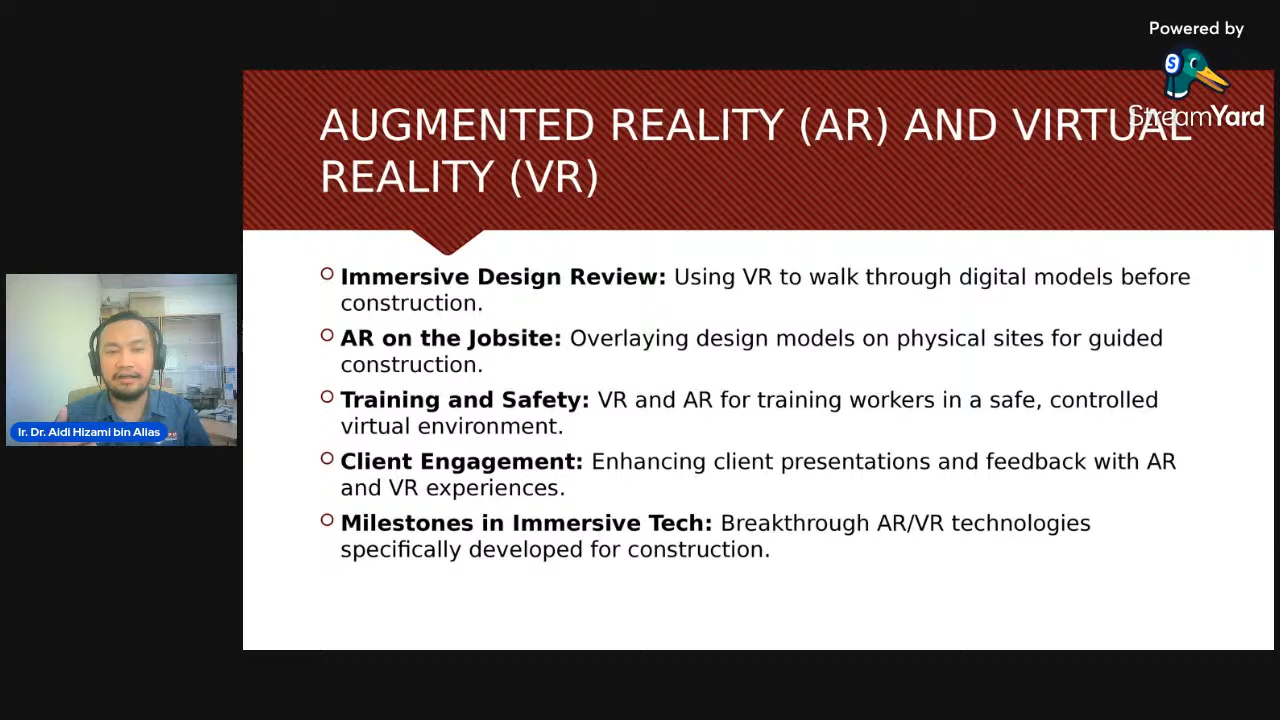 Powered by
StreamYard
AUGMENTED REALITY (AR) AND VIRTUAL
REALITY (VR)
Immersive Design Review: Using VR to walk through digital models before
construction.
AR on the Jobsite: Overlaying design models on physical sites for guided
construction.
Training and Safety: VR and AR for training workers in a safe, controlled
virtual environment.
Client Engagement: Enhancing client presentations and feedback with AR
and VR experiences.
Milestones in Immersive Tech: Breakthrough AR/VR technologies
specifically developed for construction.
Ir. Dr. Aidi Hizami bin Alias